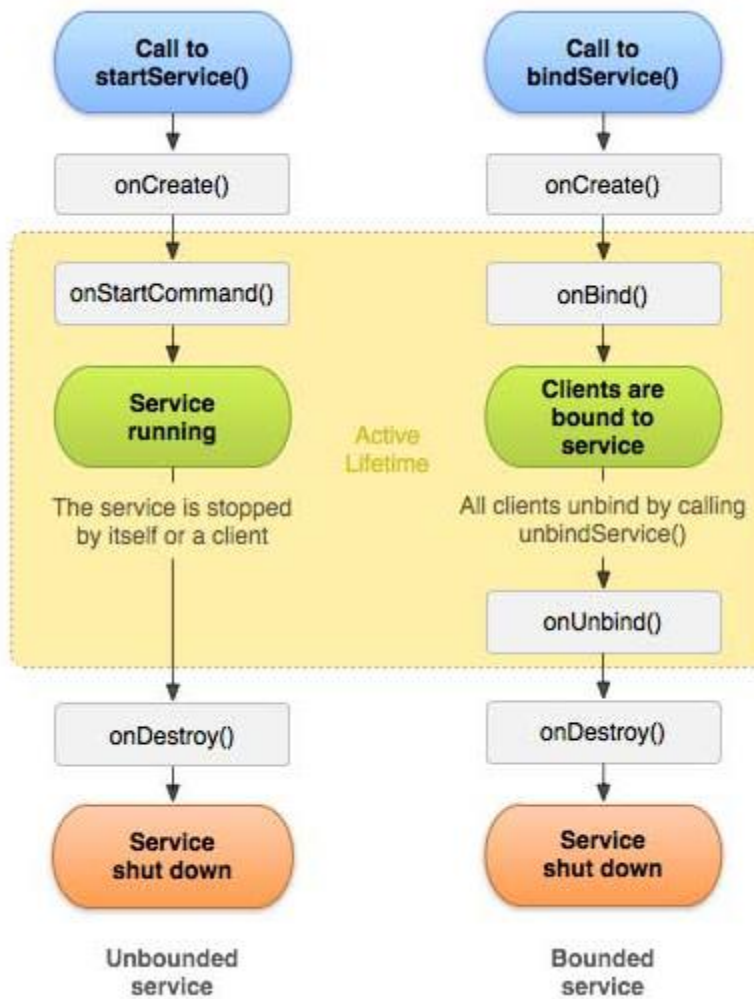 Call to
startService()
onCreate()
onStartCommand()
Service
running
The service is stopped
by itself or a client
onDestroy()
Service
shut down
Unbounded
service
Active
Lifetime
Call to
bindService()
onCreate()
onBind()
Clients are
bound to
service
All clients unbind by calling
unbindService()
onUnbind()
onDestroy()
Service
shut down
Bounded
service